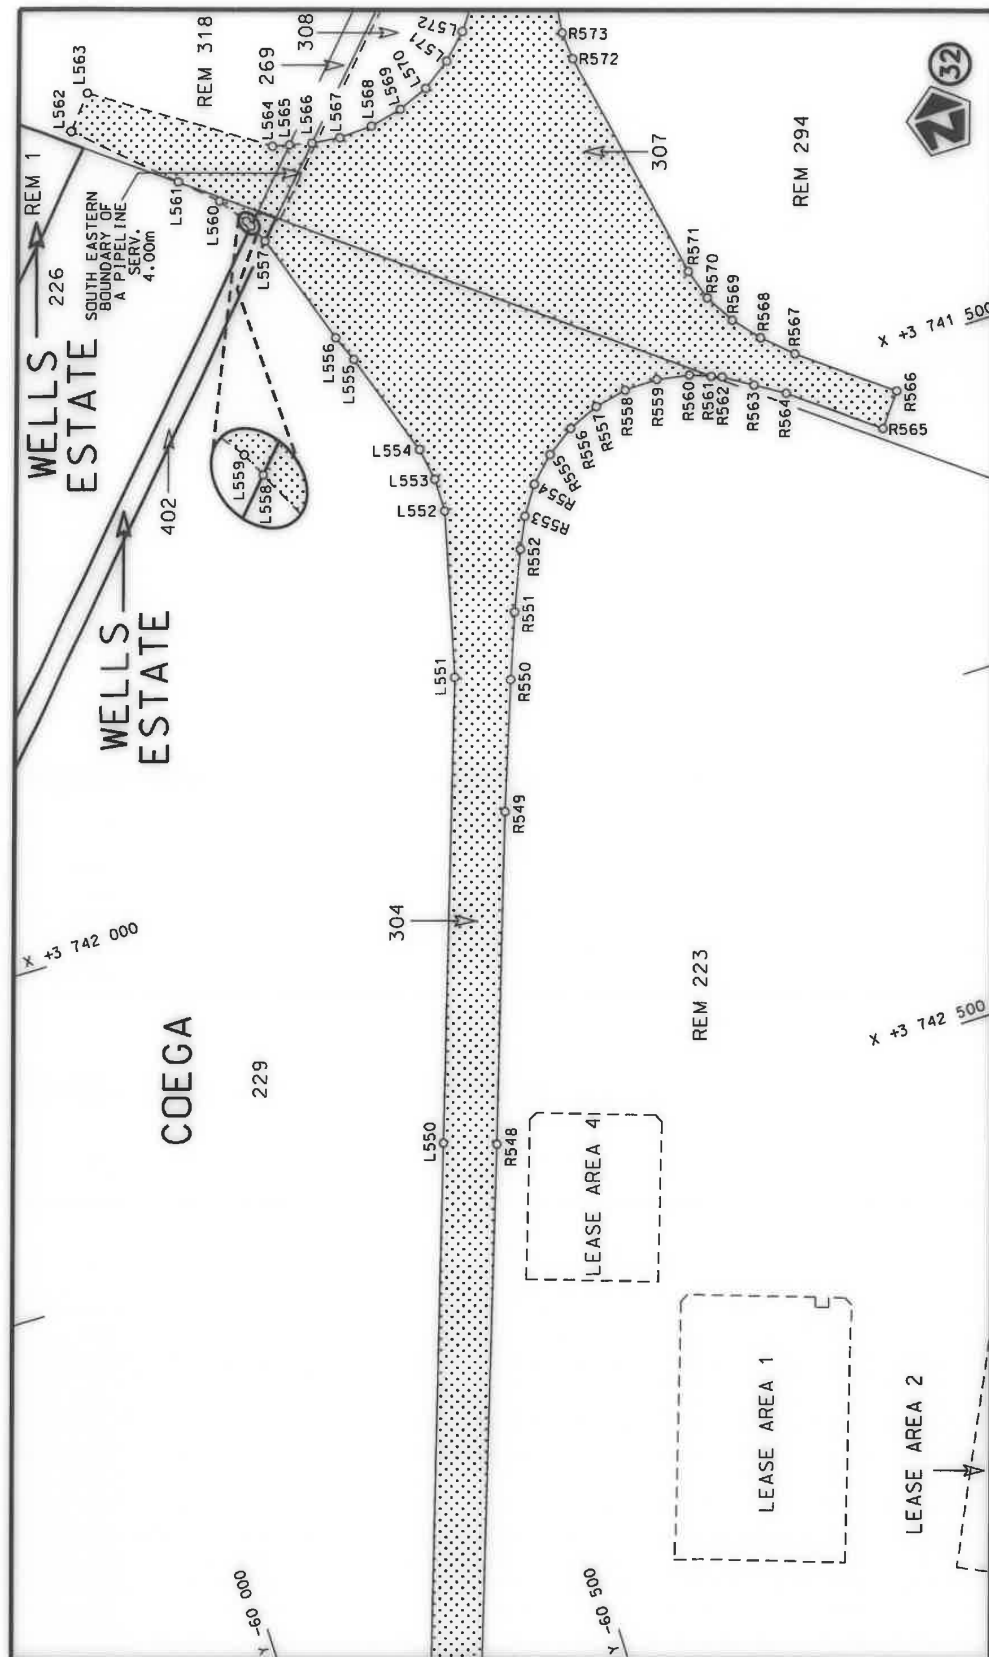 L562
L563
REM 318
308
269
L572
L571
L570
L569
L568
L567
L566
L565
L564
R573
R572
32
N
REM 1
226
WELLS
ESTATE
SOUTH EASTERN
BOUNDARY OF
A PIPELINE
SERV.
4.00m
L561
L560
L557
307
REM 294
R571
R570
R569
R568
R567
X +3 741 500
R566
R565
R564
R563
R562
R561
R560
L556
L555
L554
L553
L552
L559
L558
402
WELLS
ESTATE
R559
R558
R557
R556
R555
R554
R553
R552
R551
R550
L551
R549
304
X +3 742 000
COEGA
229
REM 223
X +3 742 500
L550
R548
LEASE AREA 4
LEASE AREA 1
LEASE AREA 2
Y -60 000
Y -60 500